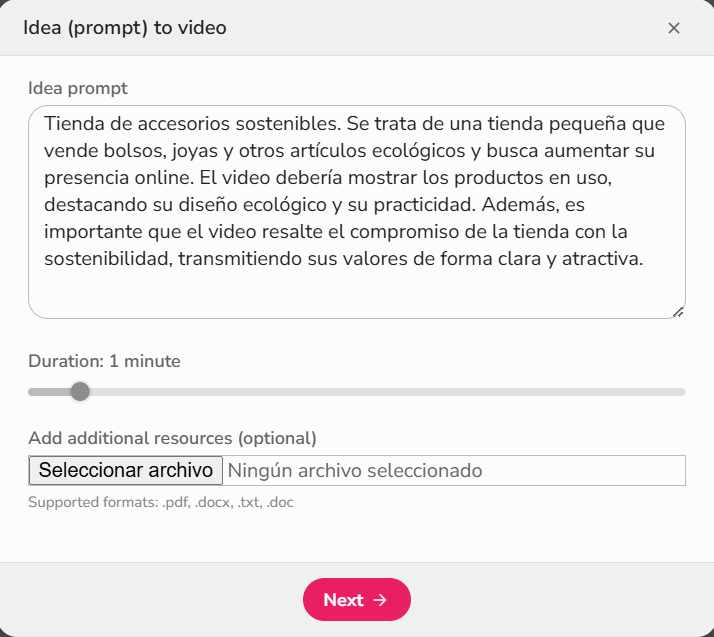 Idea (prompt) to video
Idea prompt
Tienda de accesorios sostenibles. Se trata de una tienda pequeña que
vende bolsos, joyas y otros artículos ecológicos y busca aumentar su
presencia online. El video debería mostrar los productos en uso,
destacando su diseño ecológico y su practicidad. Además, es
importante que el video resalte el compromiso de la tienda con la
sostenibilidad, transmitiendo sus valores de forma clara y atractiva.
Duration: 1 minute
Add additional resources (optional)
Seleccionar archivo Ningún archivo seleccionado
Supported formats: .pdf, .docx, .txt, .doc
Next